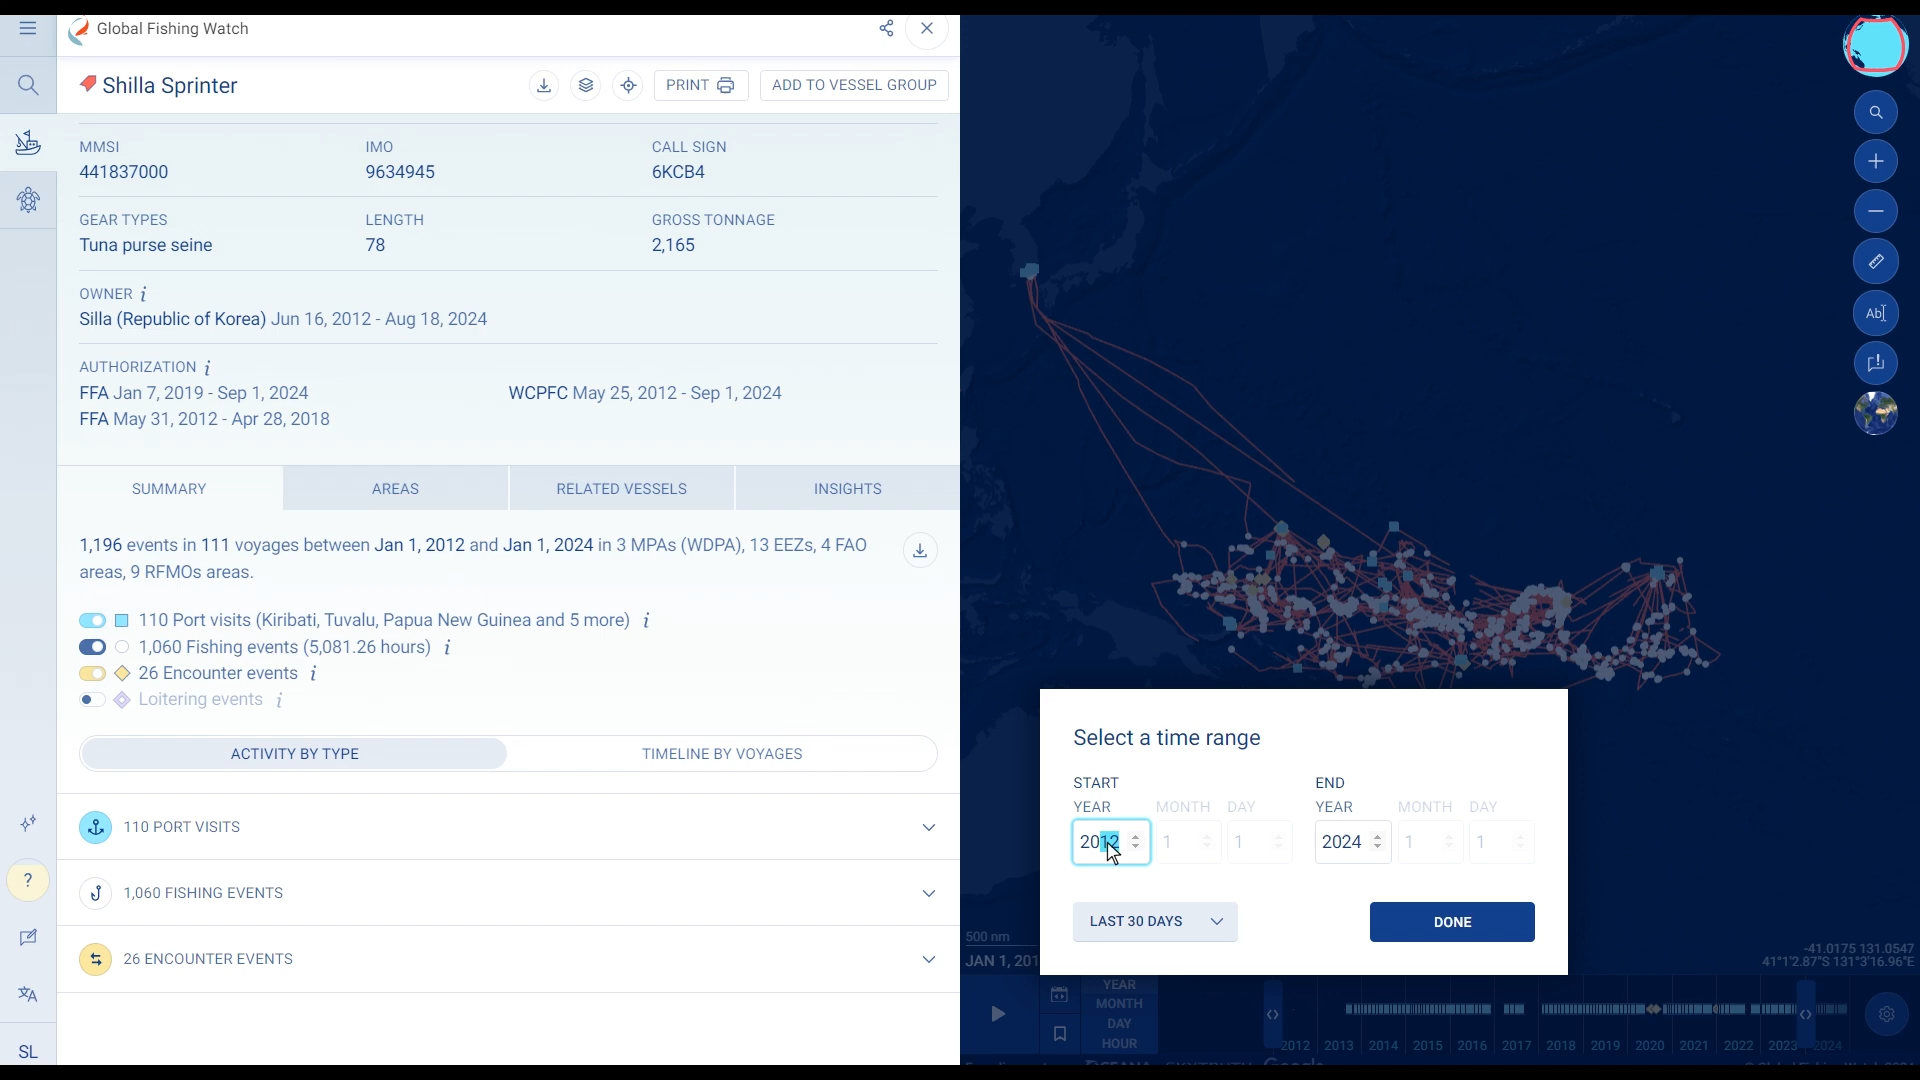 Global Fishing Watch
Shilla Sprinter
PRINT
ADD TO VESSEL GROUP
MMSI
IMO
CALL SIGN
441837000
9634945
6KCB4
GEAR TYPES
LENGTH
GROSS TONNAGE
Tuna purse seine
78
2,165
OWNER i
Silla (Republic of Korea) Jun 16, 2012 - Aug 18, 2024
AUTHORIZATION i
FFA Jan 7, 2019 - Sep 1, 2024
WCPFC May 25, 2012 - Sep 1, 2024
FFA May 31, 2012 - Apr 28, 2018
SUMMARY
AREAS
RELATED VESSELS
INSIGHTS
1,196 events in 111 voyages between Jan 1, 2012 and Jan 1, 2024 in 3 MPAs (WDPA), 13 EEZs, 4 FAO
areas, 9 RFMOs areas.
110 Port visits (Kiribati, Tuvalu, Papua New Guinea and 5 more) i
1,060 Fishing events (5,081.26 hours) i
26 Encounter events i
Loitering events i
ACTIVITY BY TYPE
TIMELINE BY VOYAGES
110 PORT VISITS
1,060 FISHING EVENTS
26 ENCOUNTER EVENTS
?
SL
Ab
Select a time range
START
END
YEAR MONTH DAY
YEAR MONTH DAY
2012 1 1
2024 1 1
LAST 30 DAYS
DONE
500 nm
JAN 1, 201
-41.0175 131.0547
41°1'2.87"S 131°3'16.96"E
YEAR
MONTH
DAY
HOUR
2012 2013 2014 2015 2016 2017 2018 2019 2020 2021 2022 2023 2024